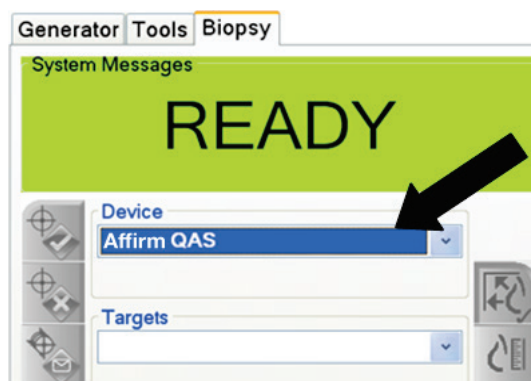 Generator Tools Biopsy
System Messages
READY
Device
Affirm QAS
Targets